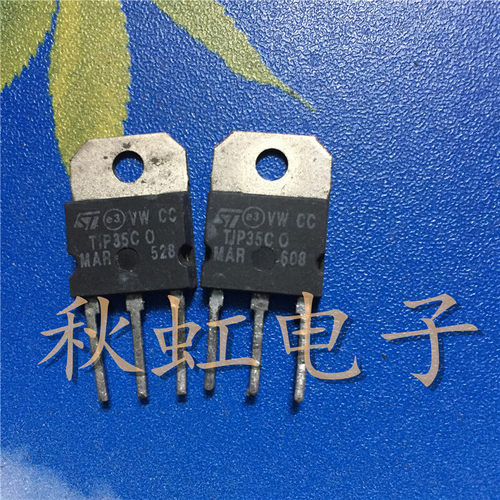 ST e3 VW CC
TIP35C O
MAR 528
ST e3 VW CC
TIP35C O
MAR 608
秋虹电子